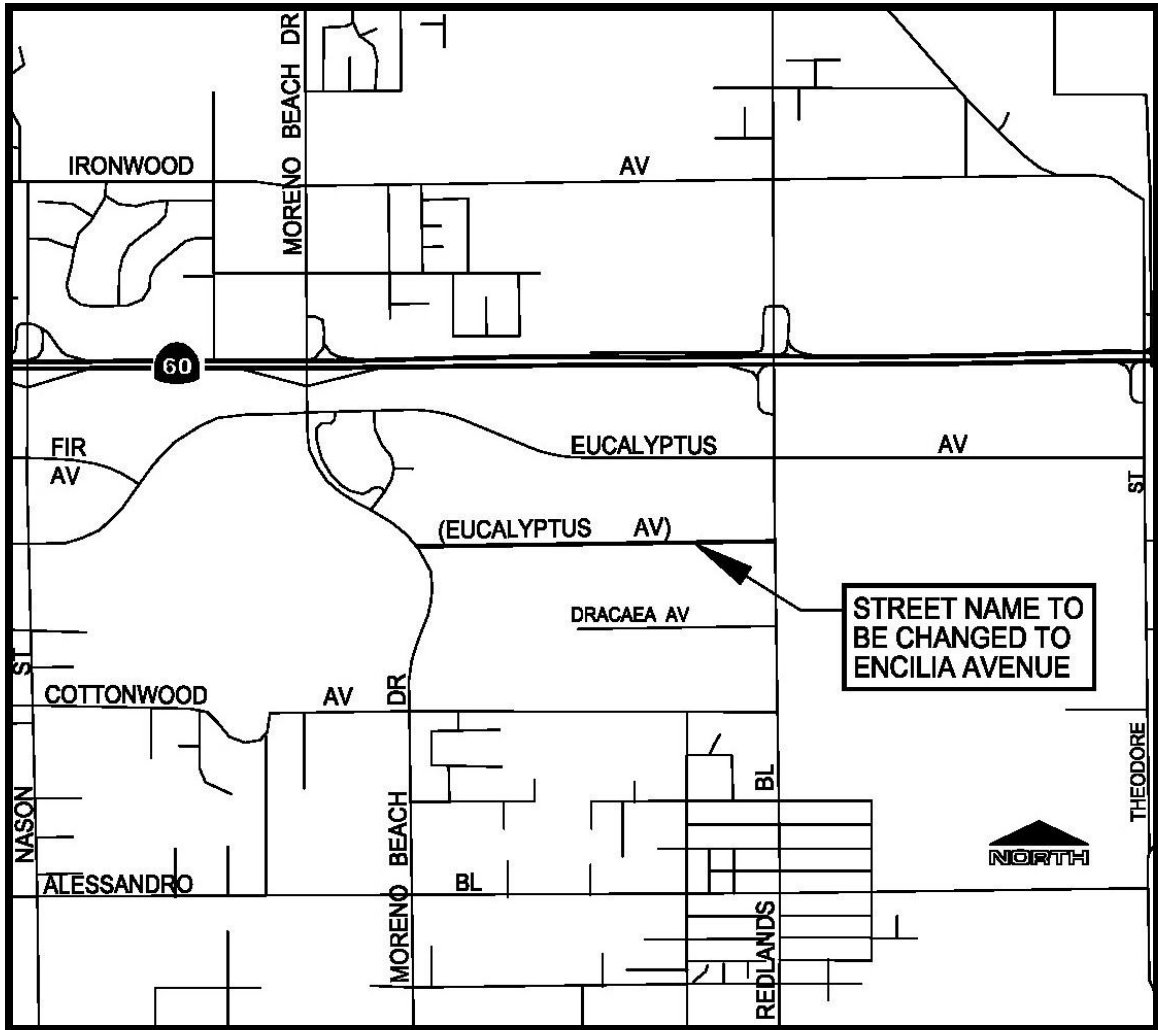 MORENO BEACH DR
IRONWOOD
AV
60
FIR
AV
EUCALYPTUS
AV
ST
(EUCALYPTUS AV)
DRACAEA AV
STREET NAME TO
BE CHANGED TO
ENCILIA AVENUE
ST
COTTONWOOD
AV
DR
NASON
MORENO BEACH
BL
THEODORE
NORTH
ALESSANDRO
BL
REDLANDS